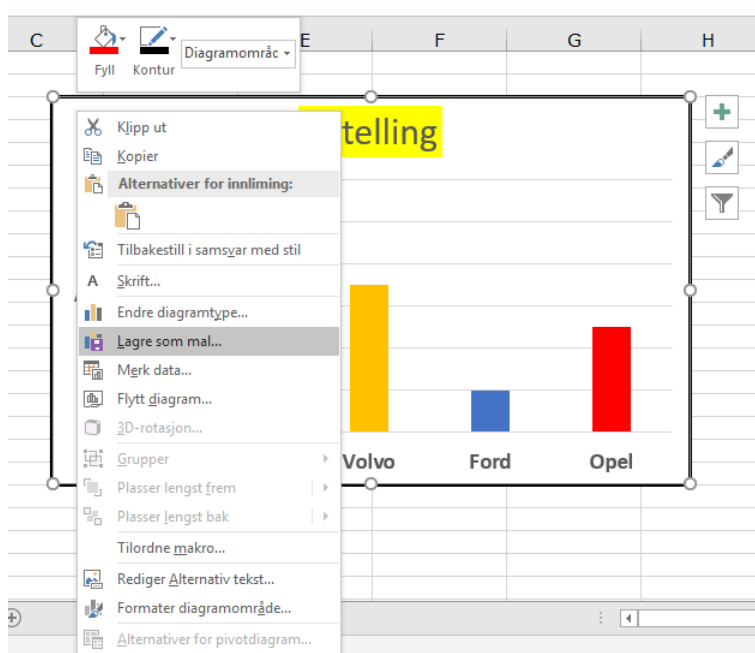 C E F G H
Fyll Kontur Diagramområc
telling
Klipp ut
Kopier
Alternativer for innliming:
Tilbakestill i samsvar med stil
Skrift...
Endre diagramtype...
Lagre som mal...
Merk data...
Flytt diagram...
3D-rotasjon...
Grupper
Plasser lengst frem
Plasser lengst bak
Tilordne makro...
Rediger Alternativ tekst...
Formater diagramområde...
Alternativer for pivotdiagram...
Volvo Ford Opel